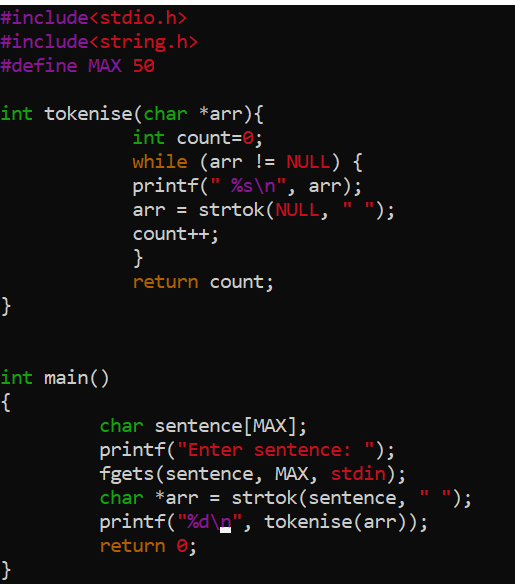 #include<stdio.h>
#include<string.h>
#define MAX 50

int tokenise(char *arr){
            int count=0;
            while (arr != NULL) {
            printf(" %s\n", arr);
            arr = strtok(NULL, " ");
            count++;
            }
            return count;
}


int main()
{
         char sentence[MAX];
         printf("Enter sentence: ");
         fgets(sentence, MAX, stdin);
         char *arr = strtok(sentence, " ");
         printf("%d\n", tokenise(arr));
         return 0;
}